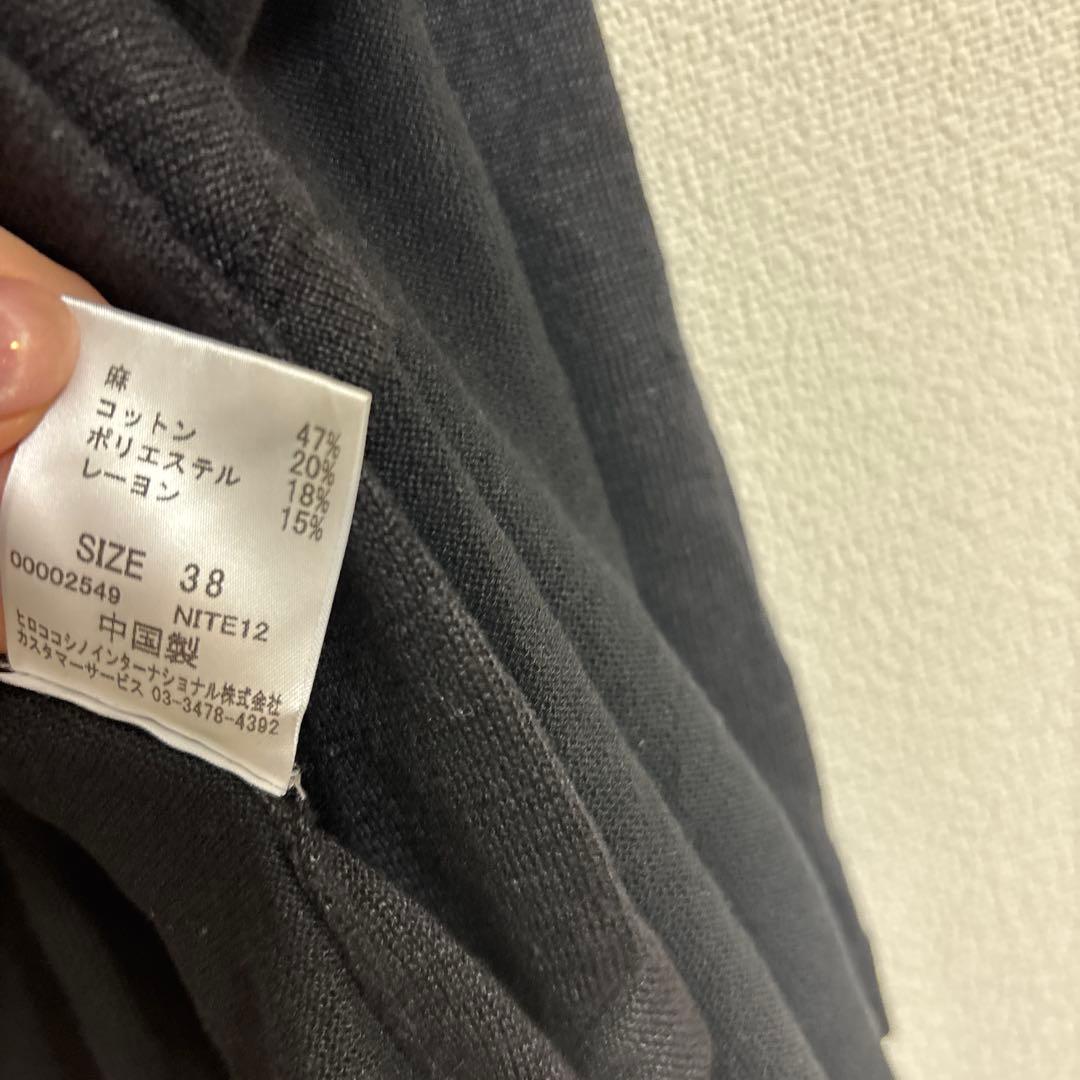 麻 47%
コットン 20%
ポリエステル 18%
レーヨン 15%
SIZE 38
00002549 NITE12
中国製
ヒロココシノインターナショナル株式会社
カスタマーサービス 03-3478-4392